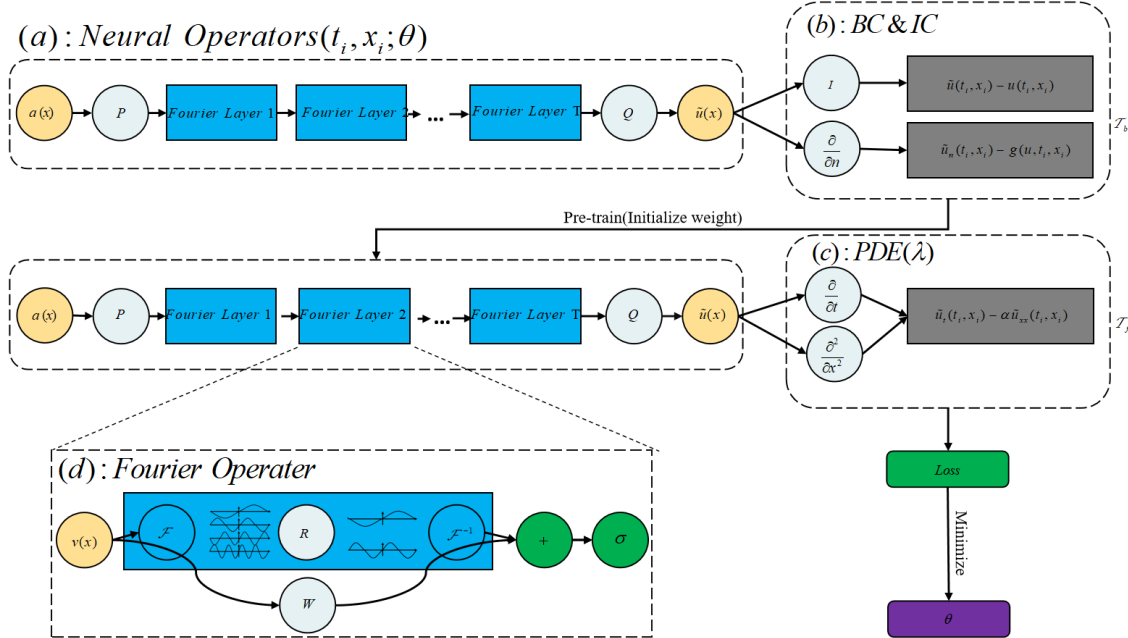 (a): Neural Operators(t_i, x_i; θ)
(b): BC & IC
a(x)
P
Fourier Layer 1
Fourier Layer 2
...
Fourier Layer T
Q
ũ(x)
I
ũ(t_i, x_i) − u(t_i, x_i)
∂/∂n
ũ_n(t_i, x_i) − g(u, t_i, x_i)
𝒯_b
Pre-train(Initialize weight)
(c): PDE(λ)
a(x)
P
Fourier Layer 1
Fourier Layer 2
...
Fourier Layer T
Q
ũ(x)
∂/∂t
∂²/∂x²
ũ_t(t_i, x_i) − αũ_xx(t_i, x_i)
𝒯_f
(d): Fourier Operater
v(x)
ℱ
R
ℱ⁻¹
+
σ
W
Loss
Minimize
θ